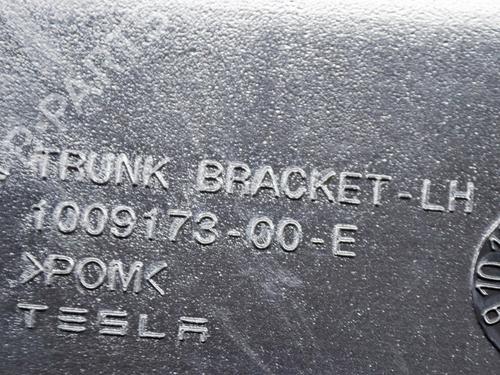 TRUNK BRACKET-LH
1009173-00-E
>POM<
TESLA